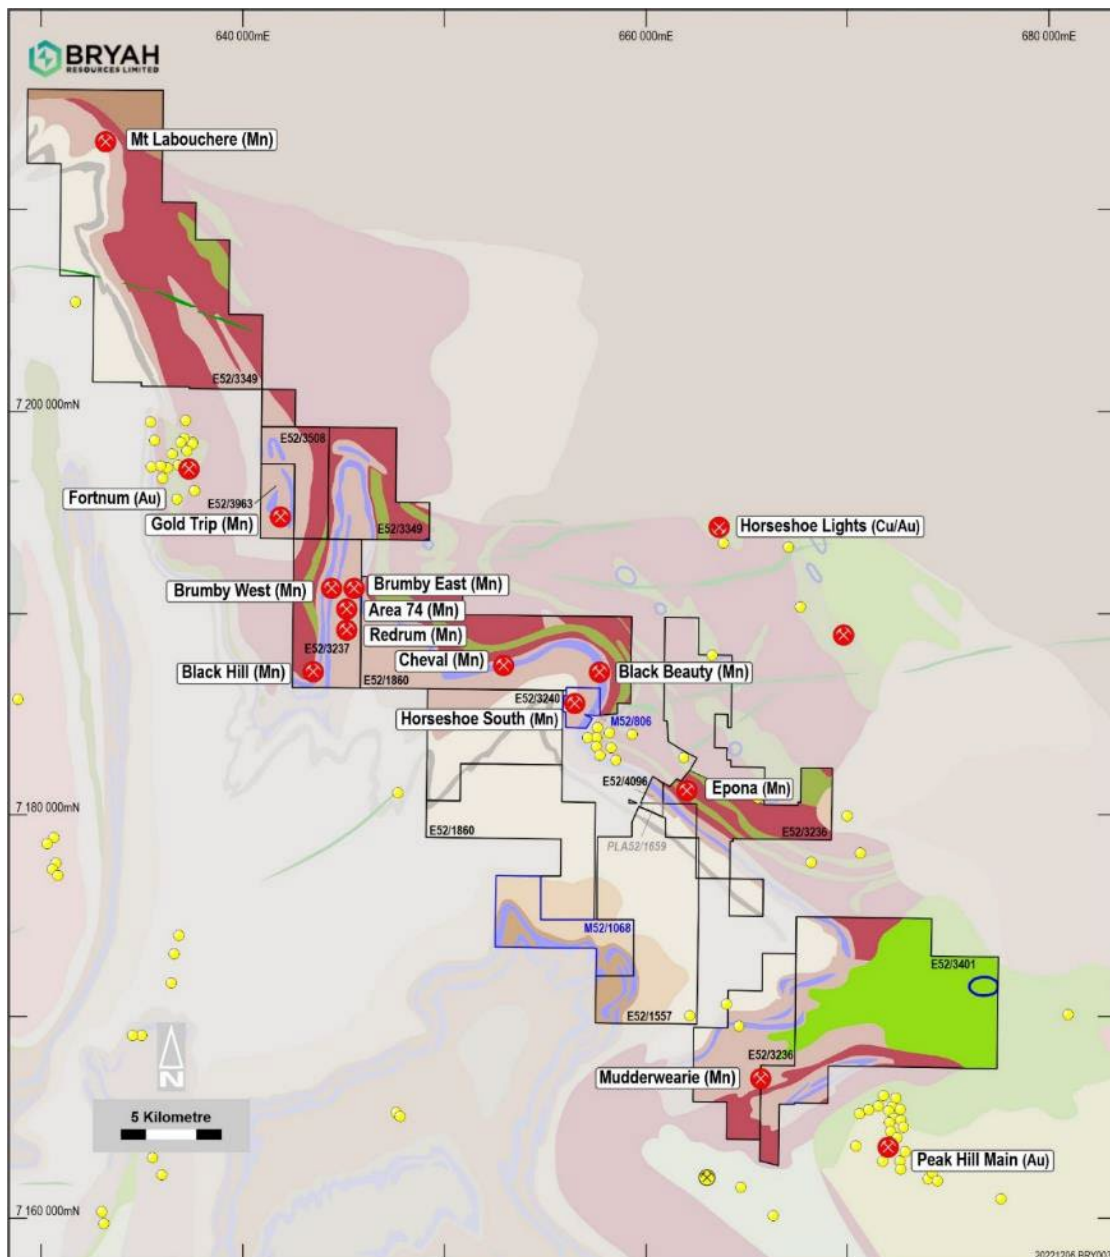 640 000mE
660 000mE
680 000mE
BRYAH
RESOURCES LIMITED
Mt Labouchere (Mn)
E52/3349
7 200 000mN
E52/3508
Fortnum (Au)
E52/3963
Gold Trip (Mn)
E52/3349
Horseshoe Lights (Cu/Au)
Brumby West (Mn)
Brumby East (Mn)
Area 74 (Mn)
Redrum (Mn)
E52/3237
Cheval (Mn)
Black Hill (Mn)
E52/1860
Black Beauty (Mn)
E52/3240
Horseshoe South (Mn)
M52/806
E52/4096
Epona (Mn)
7 180 000mN
E52/1860
E52/3236
PLA52/1659
M52/1068
E52/3401
E52/1557
N
E52/3236
Mudderwearie (Mn)
5 Kilometre
Peak Hill Main (Au)
7 160 000mN